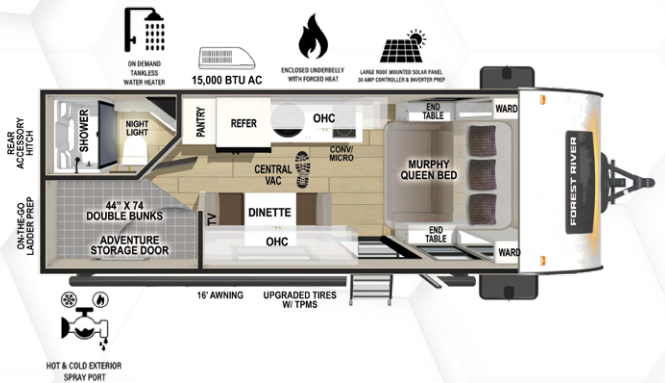 ON DEMAND
TANKLESS
WATER HEATER
15,000 BTU AC
ENCLOSED UNDERBELLY
WITH FORCED HEAT
LARGE ROOF MOUNTED SOLAR PANEL
30 AMP CONTROLLER & INVERTER PREP
REAR
ACCESSORY
HITCH
SHOWER
NIGHT
LIGHT
PANTRY
REFER
OHC
CONV/
MICRO
END
TABLE
WARD
CENTRAL
VAC
MURPHY
QUEEN BED
FOREST RIVER
ON-THE-GO
LADDER PREP
44" X 74
DOUBLE BUNKS
ADVENTURE
STORAGE DOOR
TV
DINETTE
OHC
END
TABLE
WARD
16' AWNING
UPGRADED TIRES
W/ TPMS
HOT & COLD EXTERIOR
SPRAY PORT